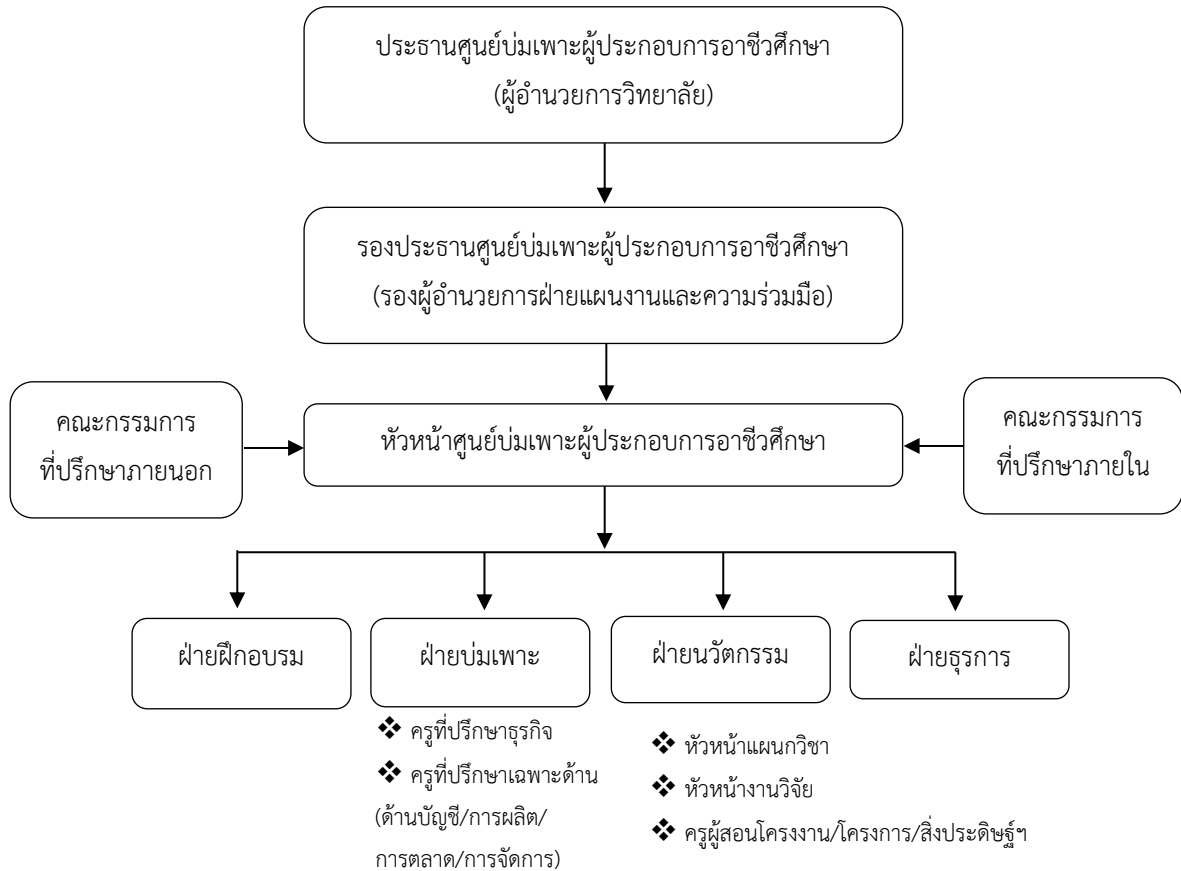 ประธานศูนย์บ่มเพาะผู้ประกอบการอาชีวศึกษา
(ผู้อำนวยการวิทยาลัย)
รองประธานศูนย์บ่มเพาะผู้ประกอบการอาชีวศึกษา
(รองผู้อำนวยการฝ่ายแผนงานและความร่วมมือ)
คณะกรรมการ
ที่ปรึกษาภายนอก
หัวหน้าศูนย์บ่มเพาะผู้ประกอบการอาชีวศึกษา
คณะกรรมการ
ที่ปรึกษาภายใน
ฝ่ายฝึกอบรม
ฝ่ายบ่มเพาะ
ฝ่ายนวัตกรรม
ฝ่ายธุรการ
❖ ครูที่ปรึกษาธุรกิจ
❖ ครูที่ปรึกษาเฉพาะด้าน
(ด้านบัญชี/การผลิต/
การตลาด/การจัดการ)
❖ หัวหน้าแผนกวิชา
❖ หัวหน้างานวิจัย
❖ ครูผู้สอนโครงงาน/โครงการ/สิ่งประดิษฐ์ฯ